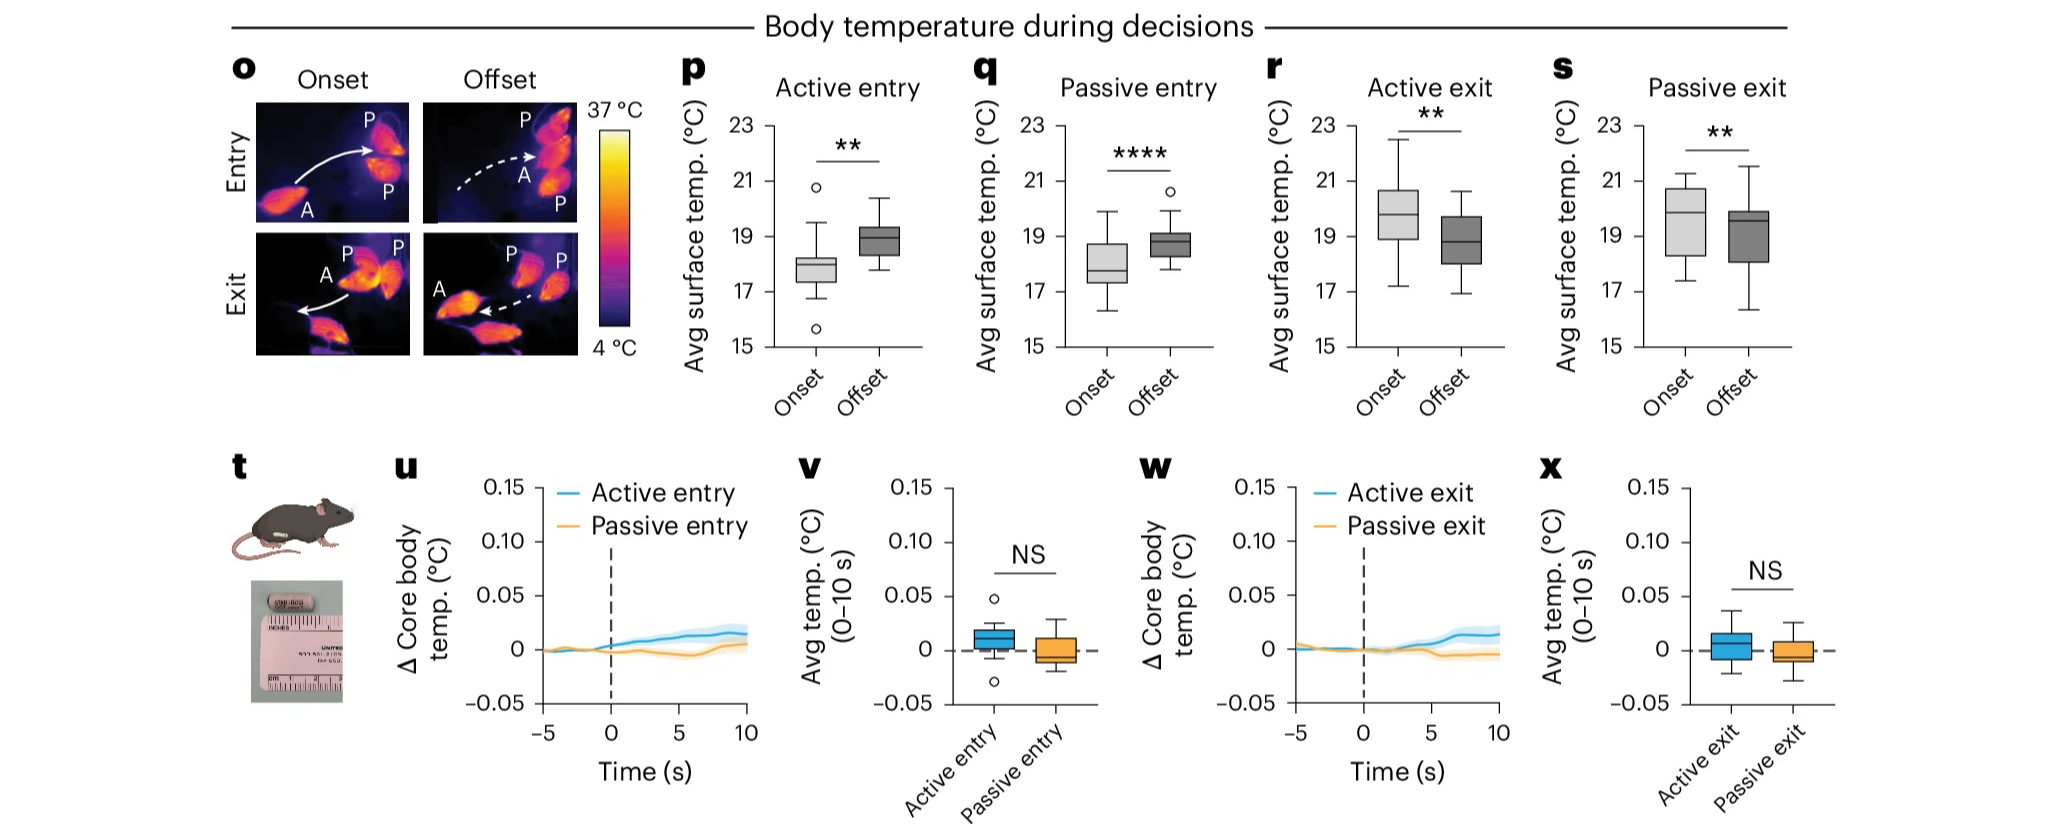 Body temperature during decisions
o
Onset
Offset
Entry
Exit
P
P
A
P
A
P
P
P
A
P
P
A
37 °C
4 °C
p
Active entry
Avg surface temp. (°C)
23
21
19
17
15
**
Onset
Offset
q
Passive entry
Avg surface temp. (°C)
23
21
19
17
15
****
Onset
Offset
r
Active exit
Avg surface temp. (°C)
23
21
19
17
15
**
Onset
Offset
s
Passive exit
Avg surface temp. (°C)
23
21
19
17
15
**
Onset
Offset
t
INCHES
1
UNITED
cm 1 2 3
u
Δ Core body
temp. (°C)
0.15
0.10
0.05
0
–0.05
Active entry
Passive entry
–5
0
5
10
Time (s)
v
Avg temp. (°C)
(0–10 s)
0.15
0.10
0.05
0
–0.05
NS
Active entry
Passive entry
w
Δ Core body
temp. (°C)
0.15
0.10
0.05
0
–0.05
Active exit
Passive exit
–5
0
5
10
Time (s)
x
Avg temp. (°C)
(0–10 s)
0.15
0.10
0.05
0
–0.05
NS
Active exit
Passive exit